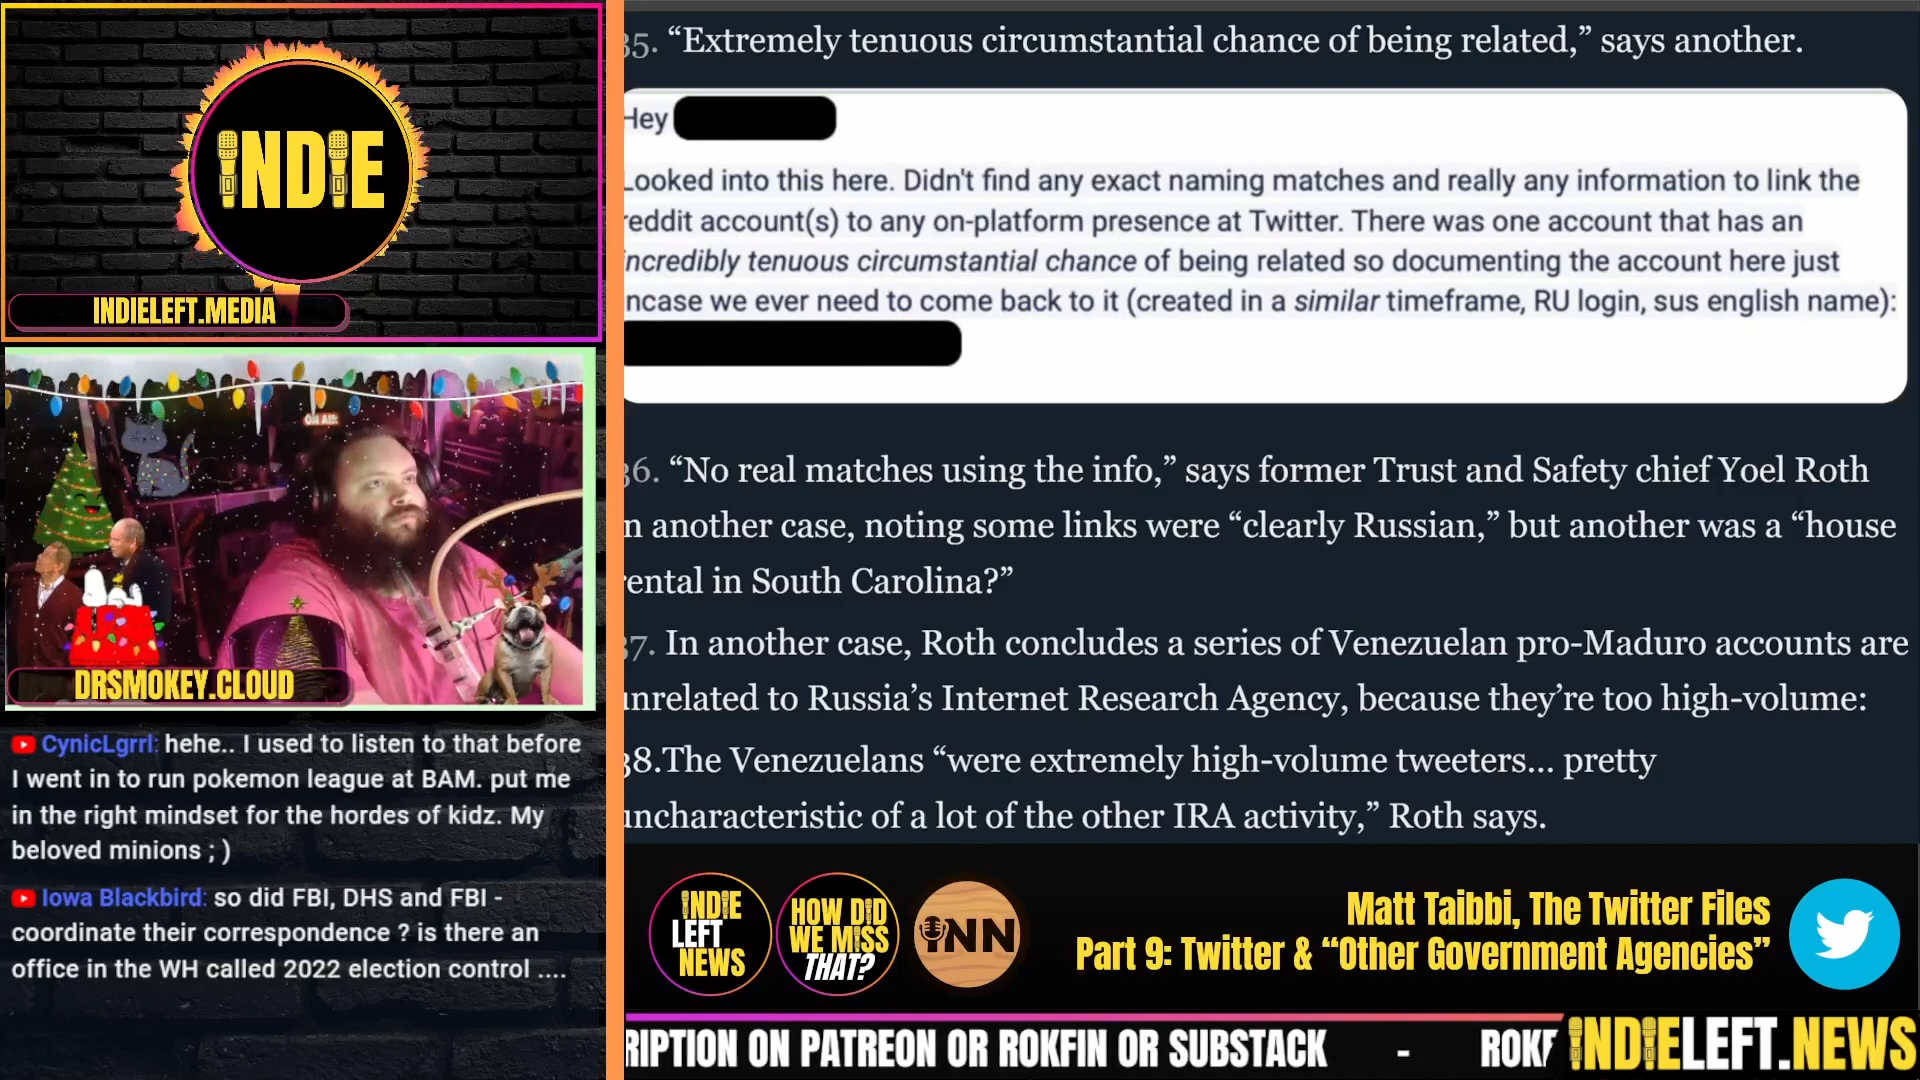 INDIE
INDIELEFT.MEDIA
ON AIR
DRSMOKEY.CLOUD
CynicLgrrl: hehe.. I used to listen to that before
I went in to run pokemon league at BAM. put me
in the right mindset for the hordes of kidz. My
beloved minions ; )
Iowa Blackbird: so did FBI, DHS and FBI -
coordinate their correspondence ? is there an
office in the WH called 2022 election control ....
35. “Extremely tenuous circumstantial chance of being related,” says another.
Hey
Looked into this here. Didn't find any exact naming matches and really any information to link the
reddit account(s) to any on-platform presence at Twitter. There was one account that has an
incredibly tenuous circumstantial chance of being related so documenting the account here just
incase we ever need to come back to it (created in a similar timeframe, RU login, sus english name):
36. “No real matches using the info,” says former Trust and Safety chief Yoel Roth
in another case, noting some links were “clearly Russian,” but another was a “house
rental in South Carolina?”
37. In another case, Roth concludes a series of Venezuelan pro-Maduro accounts are
unrelated to Russia’s Internet Research Agency, because they’re too high-volume:
38.The Venezuelans “were extremely high-volume tweeters... pretty
uncharacteristic of a lot of the other IRA activity,” Roth says.
INDIE
LEFT
NEWS
HOW DID
WE MISS
THAT?
INN
Matt Taibbi, The Twitter Files
Part 9: Twitter & “Other Government Agencies”
RIPTION ON PATREON OR ROKFIN OR SUBSTACK - ROKF
INDIELEFT.NEWS